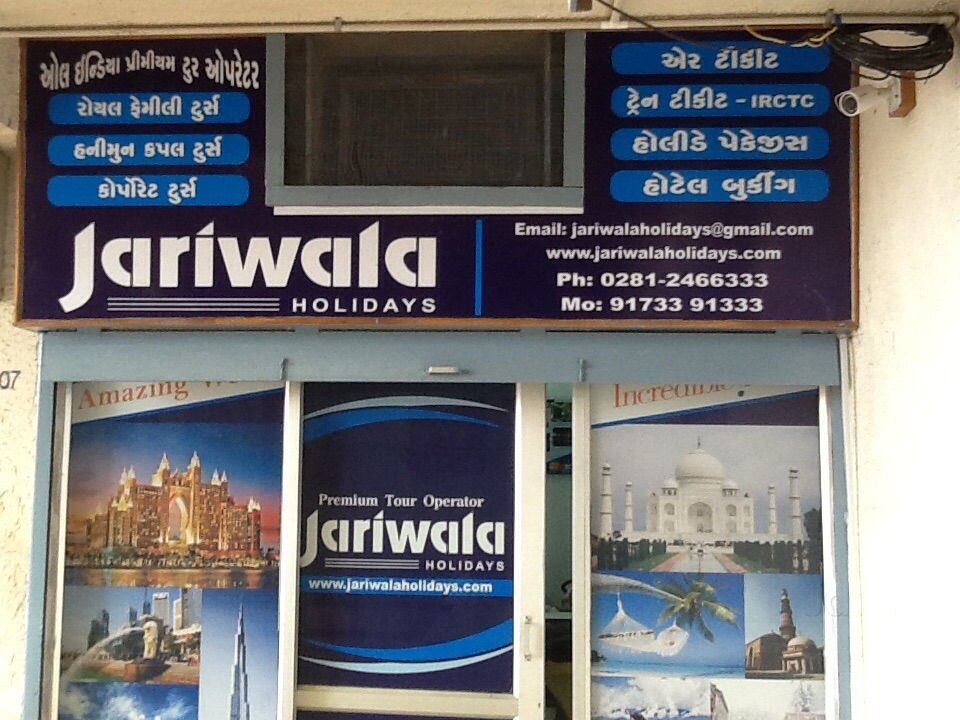 ઓલ ઈન્ડિયા પ્રીમીયમ ટુર ઓપરેટર
રોયલ ફેમીલી ટુર્સ
હનીમુન કપલ ટુર્સ
કોર્પોરેટ ટુર્સ
એર ટીકીટ
ટ્રેન ટીકીટ - IRCTC
હોલીડે પેકેજીસ
હોટેલ બુકીંગ
Jariwala
HOLIDAYS
Email: jariwalaholidays@gmail.com
www.jariwalaholidays.com
Ph: 0281-2466333
Mo: 91733 91333
07
Amazing
Incredible
Premium Tour Operator
Jariwala
HOLIDAYS
www.jariwalaholidays.com